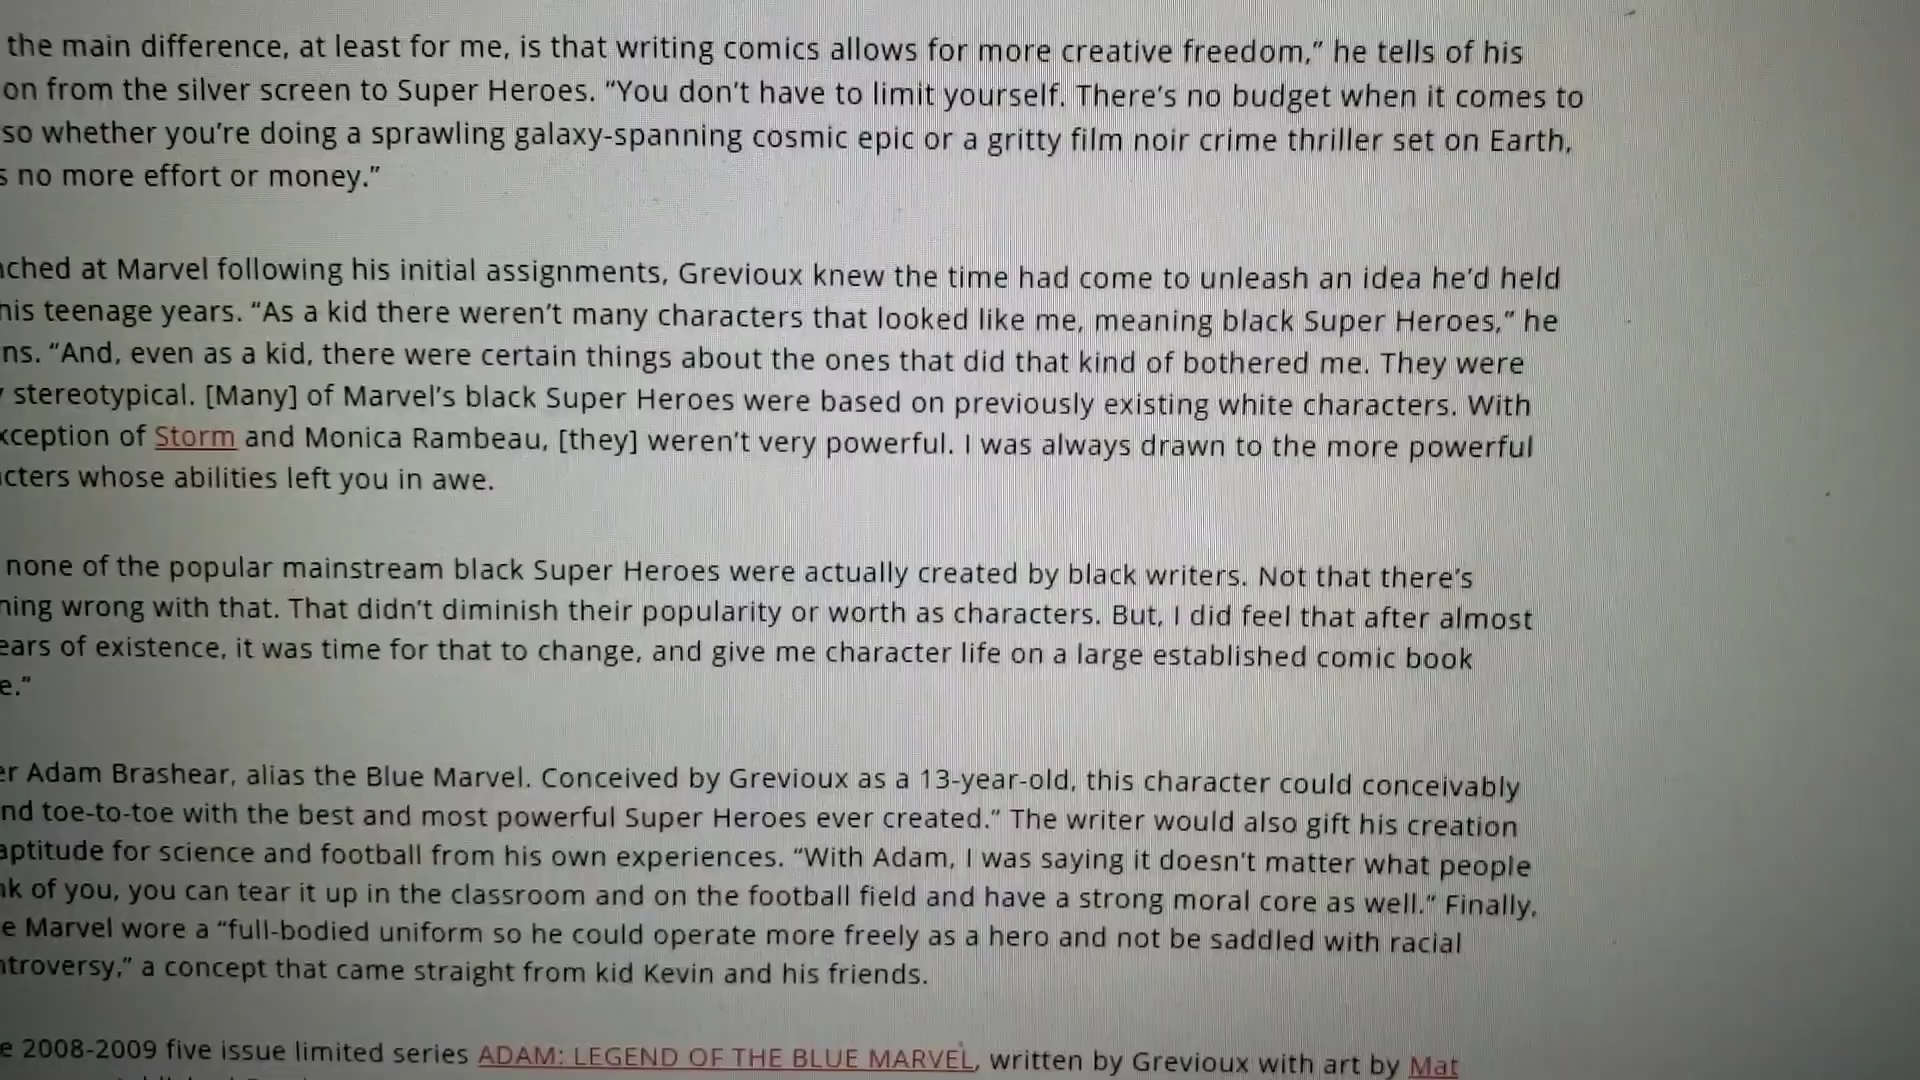 the main difference, at least for me, is that writing comics allows for more creative freedom,” he tells of his
on from the silver screen to Super Heroes. “You don’t have to limit yourself. There’s no budget when it comes to
so whether you’re doing a sprawling galaxy-spanning cosmic epic or a gritty film noir crime thriller set on Earth,
s no more effort or money.”
ched at Marvel following his initial assignments, Grevioux knew the time had come to unleash an idea he’d held
his teenage years. “As a kid there weren’t many characters that looked like me, meaning black Super Heroes,” he
ns. “And, even as a kid, there were certain things about the ones that did that kind of bothered me. They were
stereotypical. [Many] of Marvel’s black Super Heroes were based on previously existing white characters. With
xception of Storm and Monica Rambeau, [they] weren’t very powerful. I was always drawn to the more powerful
cters whose abilities left you in awe.
none of the popular mainstream black Super Heroes were actually created by black writers. Not that there’s
hing wrong with that. That didn’t diminish their popularity or worth as characters. But, I did feel that after almost
ears of existence, it was time for that to change, and give me character life on a large established comic book
e.”
er Adam Brashear, alias the Blue Marvel. Conceived by Grevioux as a 13-year-old, this character could conceivably
nd toe-to-toe with the best and most powerful Super Heroes ever created.” The writer would also gift his creation
aptitude for science and football from his own experiences. “With Adam, I was saying it doesn’t matter what people
nk of you, you can tear it up in the classroom and on the football field and have a strong moral core as well.” Finally,
e Marvel wore a “full-bodied uniform so he could operate more freely as a hero and not be saddled with racial
ntroversy,” a concept that came straight from kid Kevin and his friends.
e 2008-2009 five issue limited series ADAM: LEGEND OF THE BLUE MARVEL, written by Grevioux with art by Mat